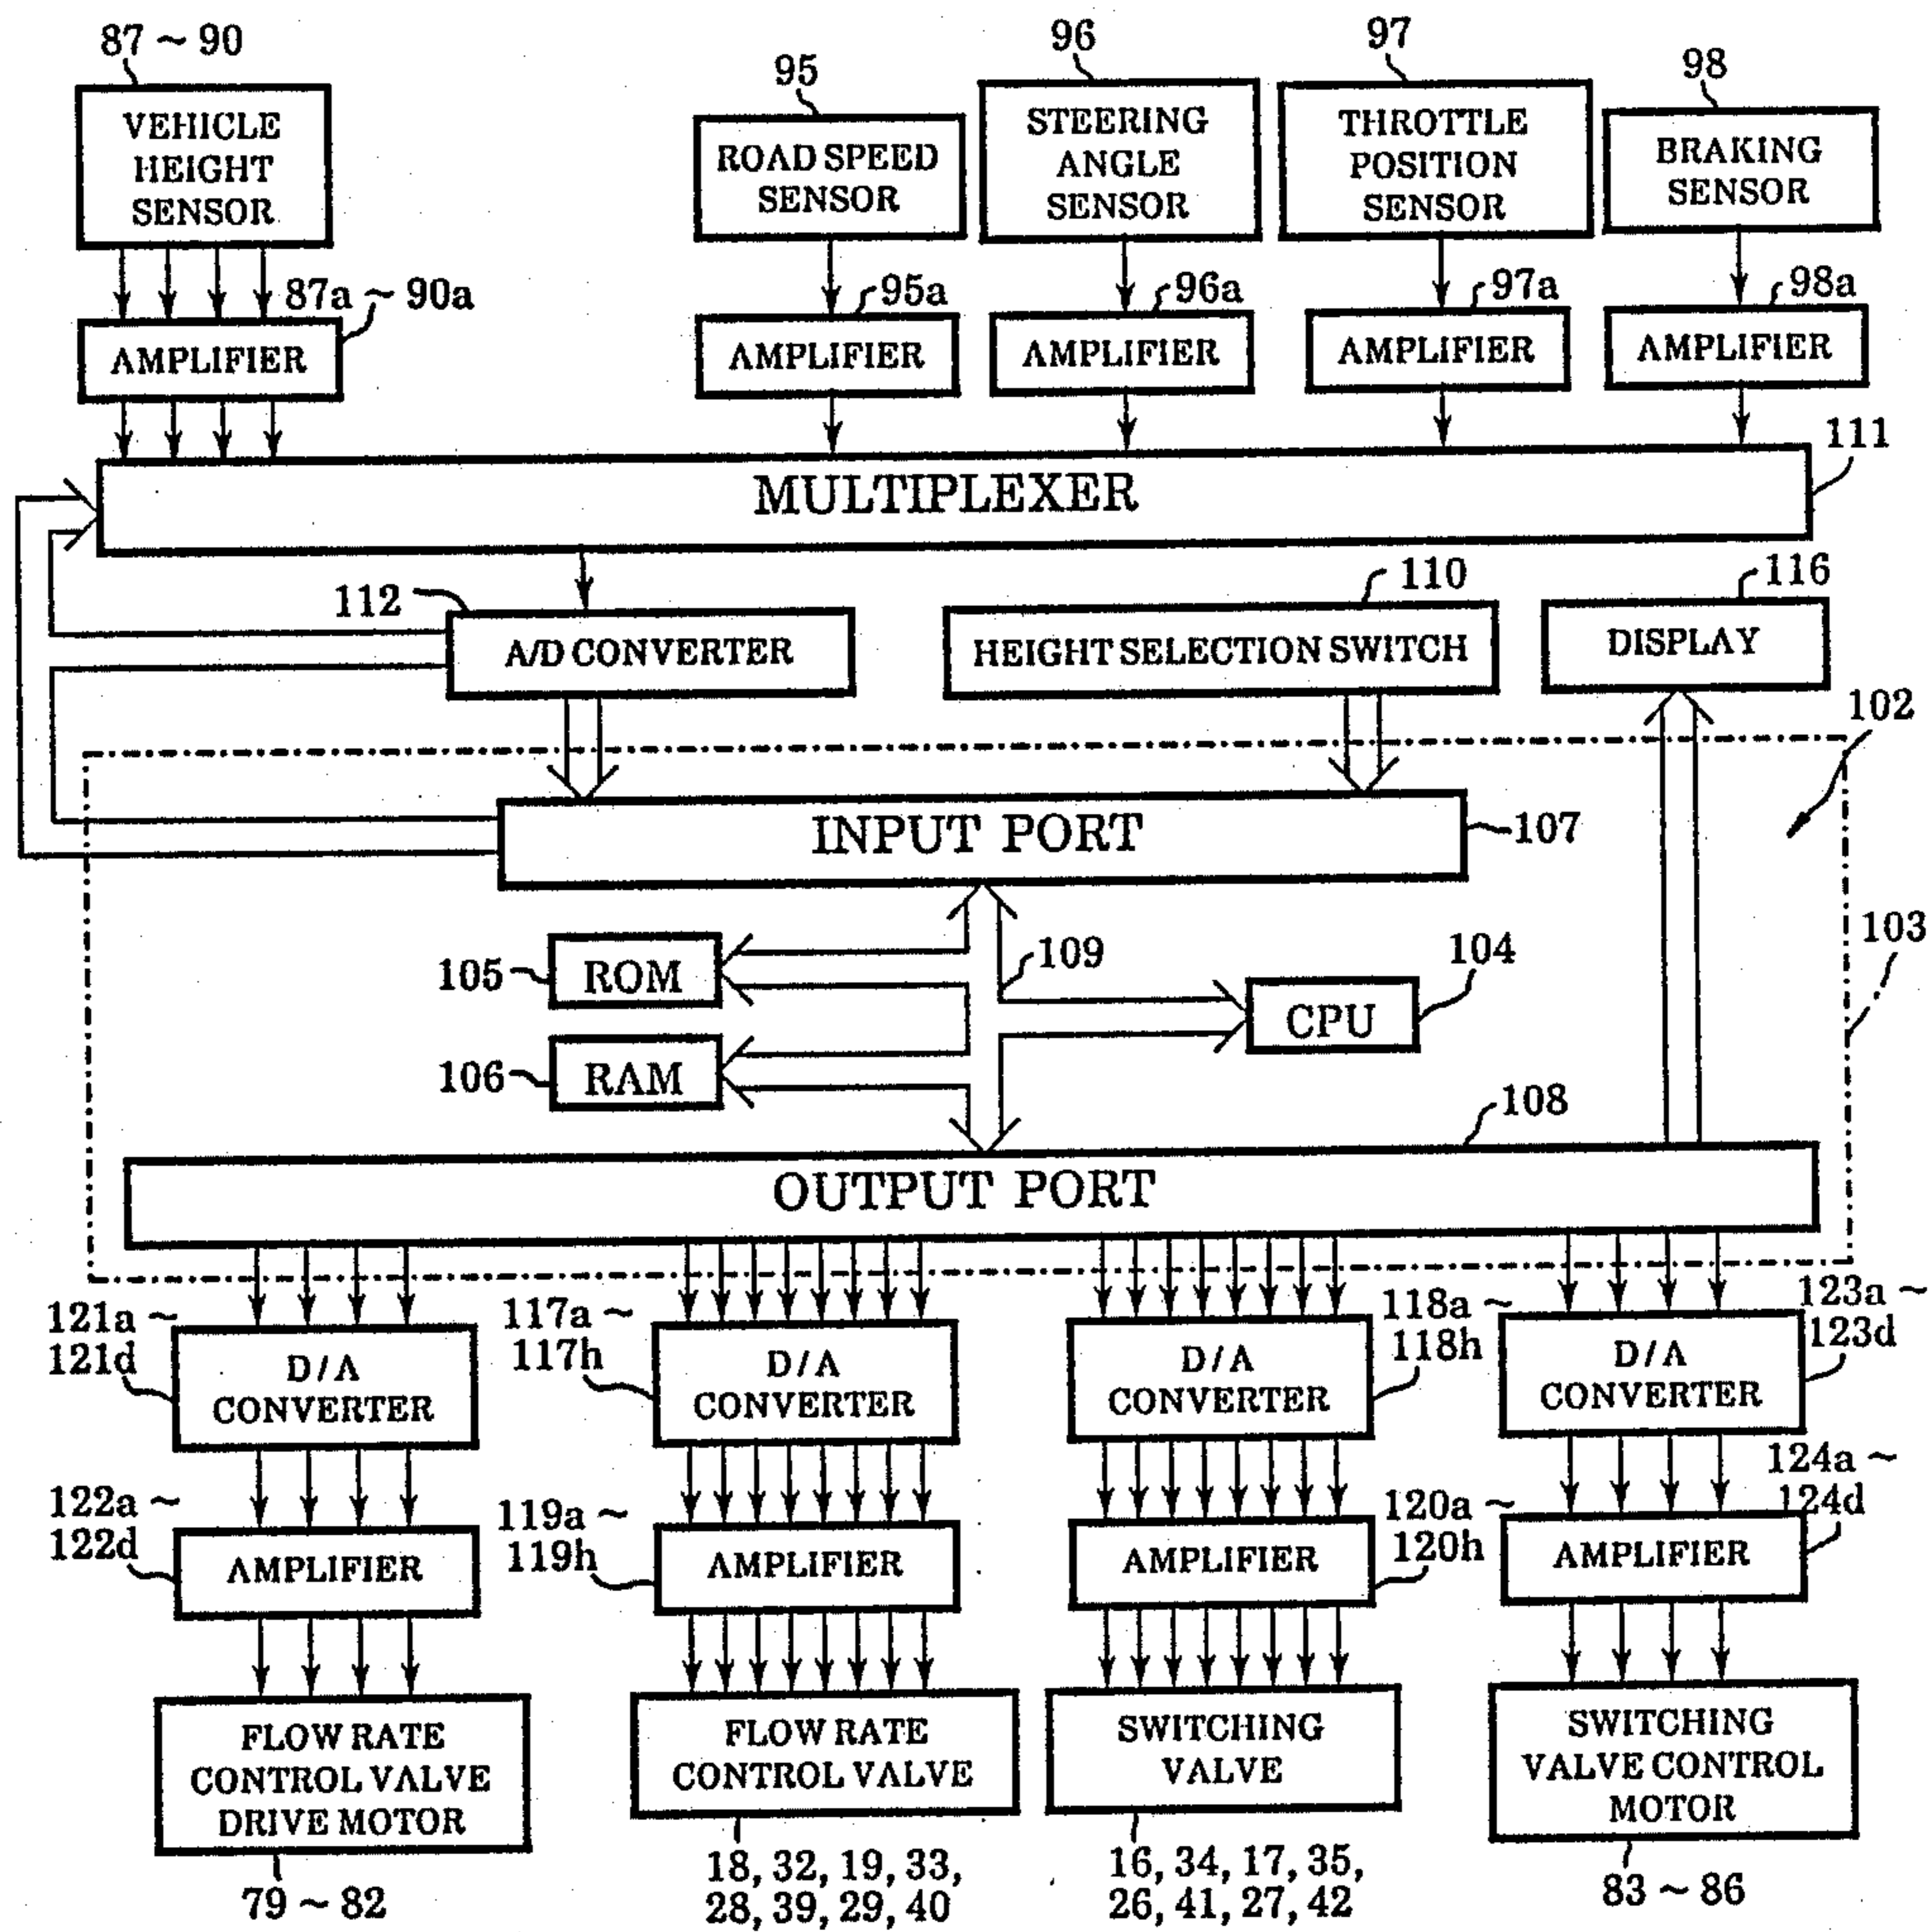 87 ~ 90
95
96
97
98
VEHICLE
HEIGHT
SENSOR
ROAD SPEED
SENSOR
STEERING
ANGLE
SENSOR
THROTTLE
POSITION
SENSOR
BRAKING
SENSOR
87a ~ 90a
95a
96a
97a
98a
AMPLIFIER
AMPLIFIER
AMPLIFIER
AMPLIFIER
AMPLIFIER
111
MULTIPLEXER
112
110
116
A/D CONVERTER
HEIGHT SELECTION SWITCH
DISPLAY
102
INPUT PORT
107
103
105
ROM
109
104
CPU
106
RAM
108
OUTPUT PORT
121a ~
121d
D/A
CONVERTER
117a ~
117h
D/A
CONVERTER
118a ~
118h
D/A
CONVERTER
123a ~
123d
D/A
CONVERTER
122a ~
122d
AMPLIFIER
119a ~
119h
AMPLIFIER
120a ~
120h
AMPLIFIER
124a ~
124d
AMPLIFIER
FLOW RATE
CONTROL VALVE
DRIVE MOTOR
FLOW RATE
CONTROL VALVE
SWITCHING
VALVE
SWITCHING
VALVE CONTROL
MOTOR
79 ~ 82
18, 32, 19, 33,
28, 39, 29, 40
16, 34, 17, 35,
26, 41, 27, 42
83 ~ 86